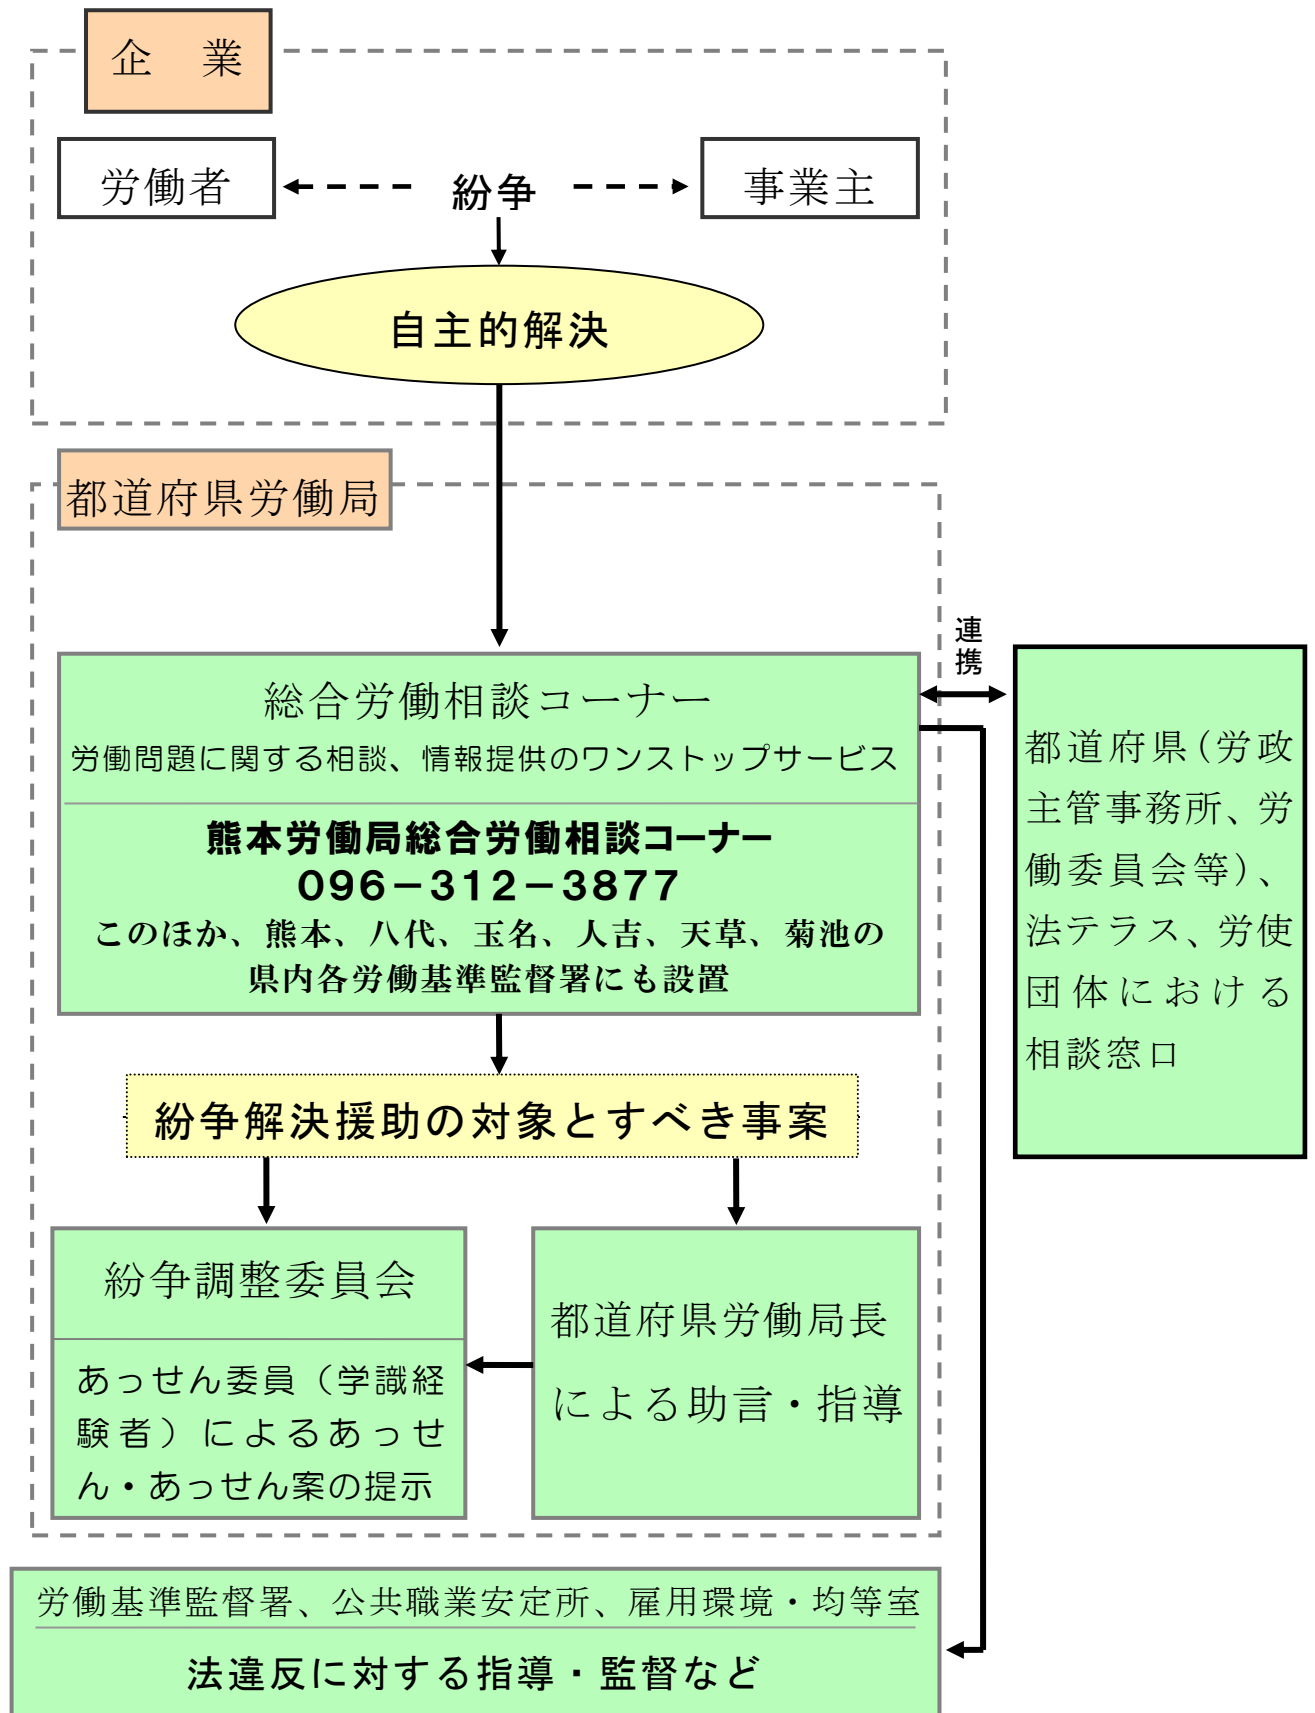 企　業
労働者
紛争
事業主
自主的解決
都道府県労働局
連携
総合労働相談コーナー
労働問題に関する相談、情報提供のワンストップサービス
熊本労働局総合労働相談コーナー
096－312－3877
このほか、熊本、八代、玉名、人吉、天草、菊池の
県内各労働基準監督署にも設置
都道府県（労政
主管事務所、労
働委員会等）、
法テラス、労使
団体における
相談窓口
紛争解決援助の対象とすべき事案
紛争調整委員会
あっせん委員（学識経
験者）によるあっせ
ん・あっせん案の提示
都道府県労働局長
による助言・指導
労働基準監督署、公共職業安定所、雇用環境・均等室
法違反に対する指導・監督など